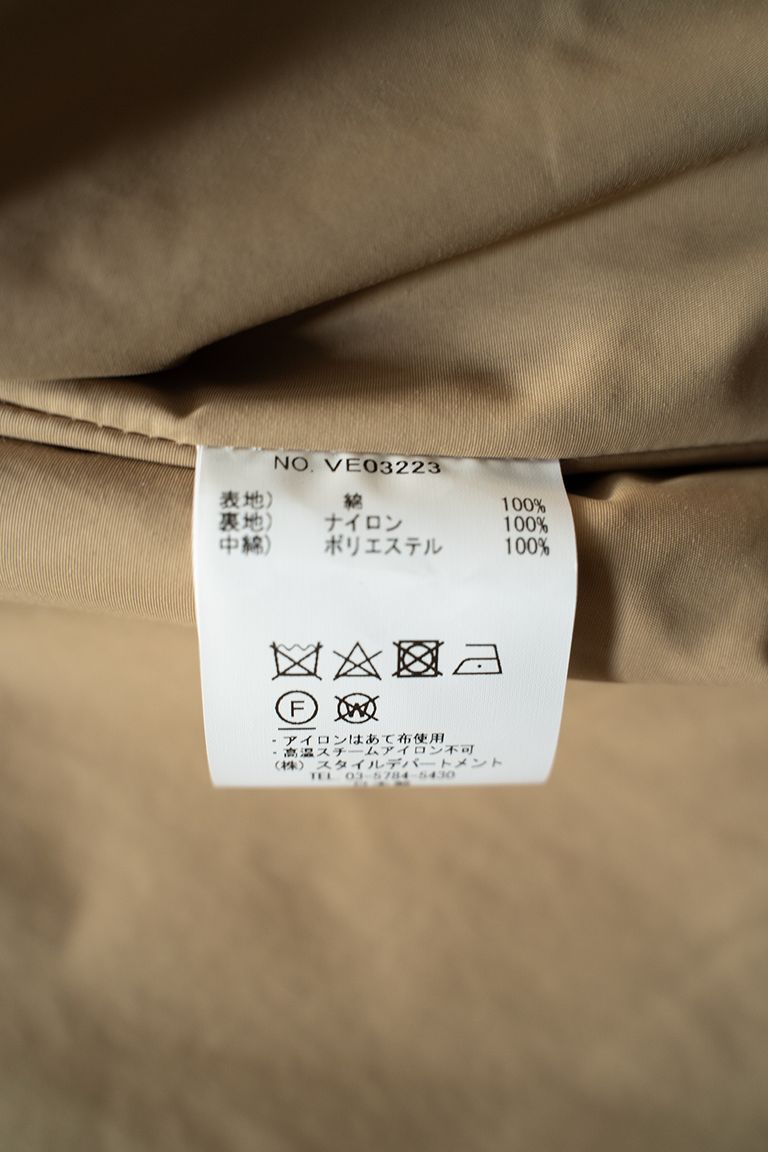 NO. VE03223
表地) 綿 100%
裏地) ナイロン 100%
中綿) ポリエステル 100%
F
W
・アイロンはあて布使用
・高温スチームアイロン不可
(株) スタイルデパートメント
TEL. 03-5784-5430